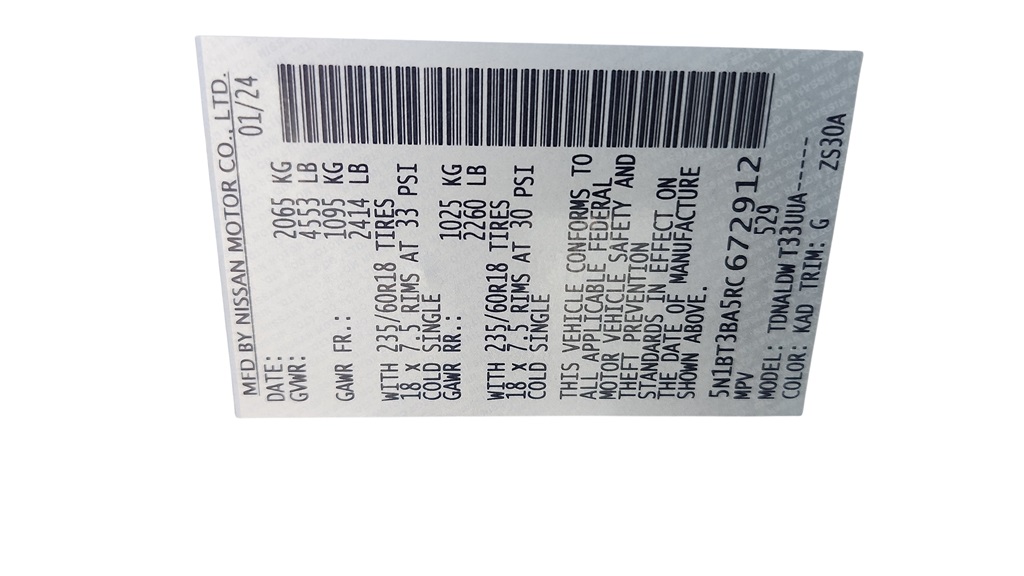 MFD BY NISSAN MOTOR CO., LTD.
DATE: 01/24
GVWR: 2065 KG
4553 LB
GAWR FR.: 1095 KG
2414 LB
WITH 235/60R18 TIRES
18 X 7.5 RIMS AT 33 PSI
COLD SINGLE
GAWR RR.: 1025 KG
2260 LB
WITH 235/60R18 TIRES
18 X 7.5 RIMS AT 30 PSI
COLD SINGLE
THIS VEHICLE CONFORMS TO
ALL APPLICABLE FEDERAL
MOTOR VEHICLE SAFETY AND
THEFT PREVENTION
STANDARDS IN EFFECT ON
THE DATE OF MANUFACTURE
SHOWN ABOVE.
5N1BT3BA5RC672912
MPV 529
MODEL: TDNALDW T33UUA-----
COLOR: KAD TRIM: G ZS30A